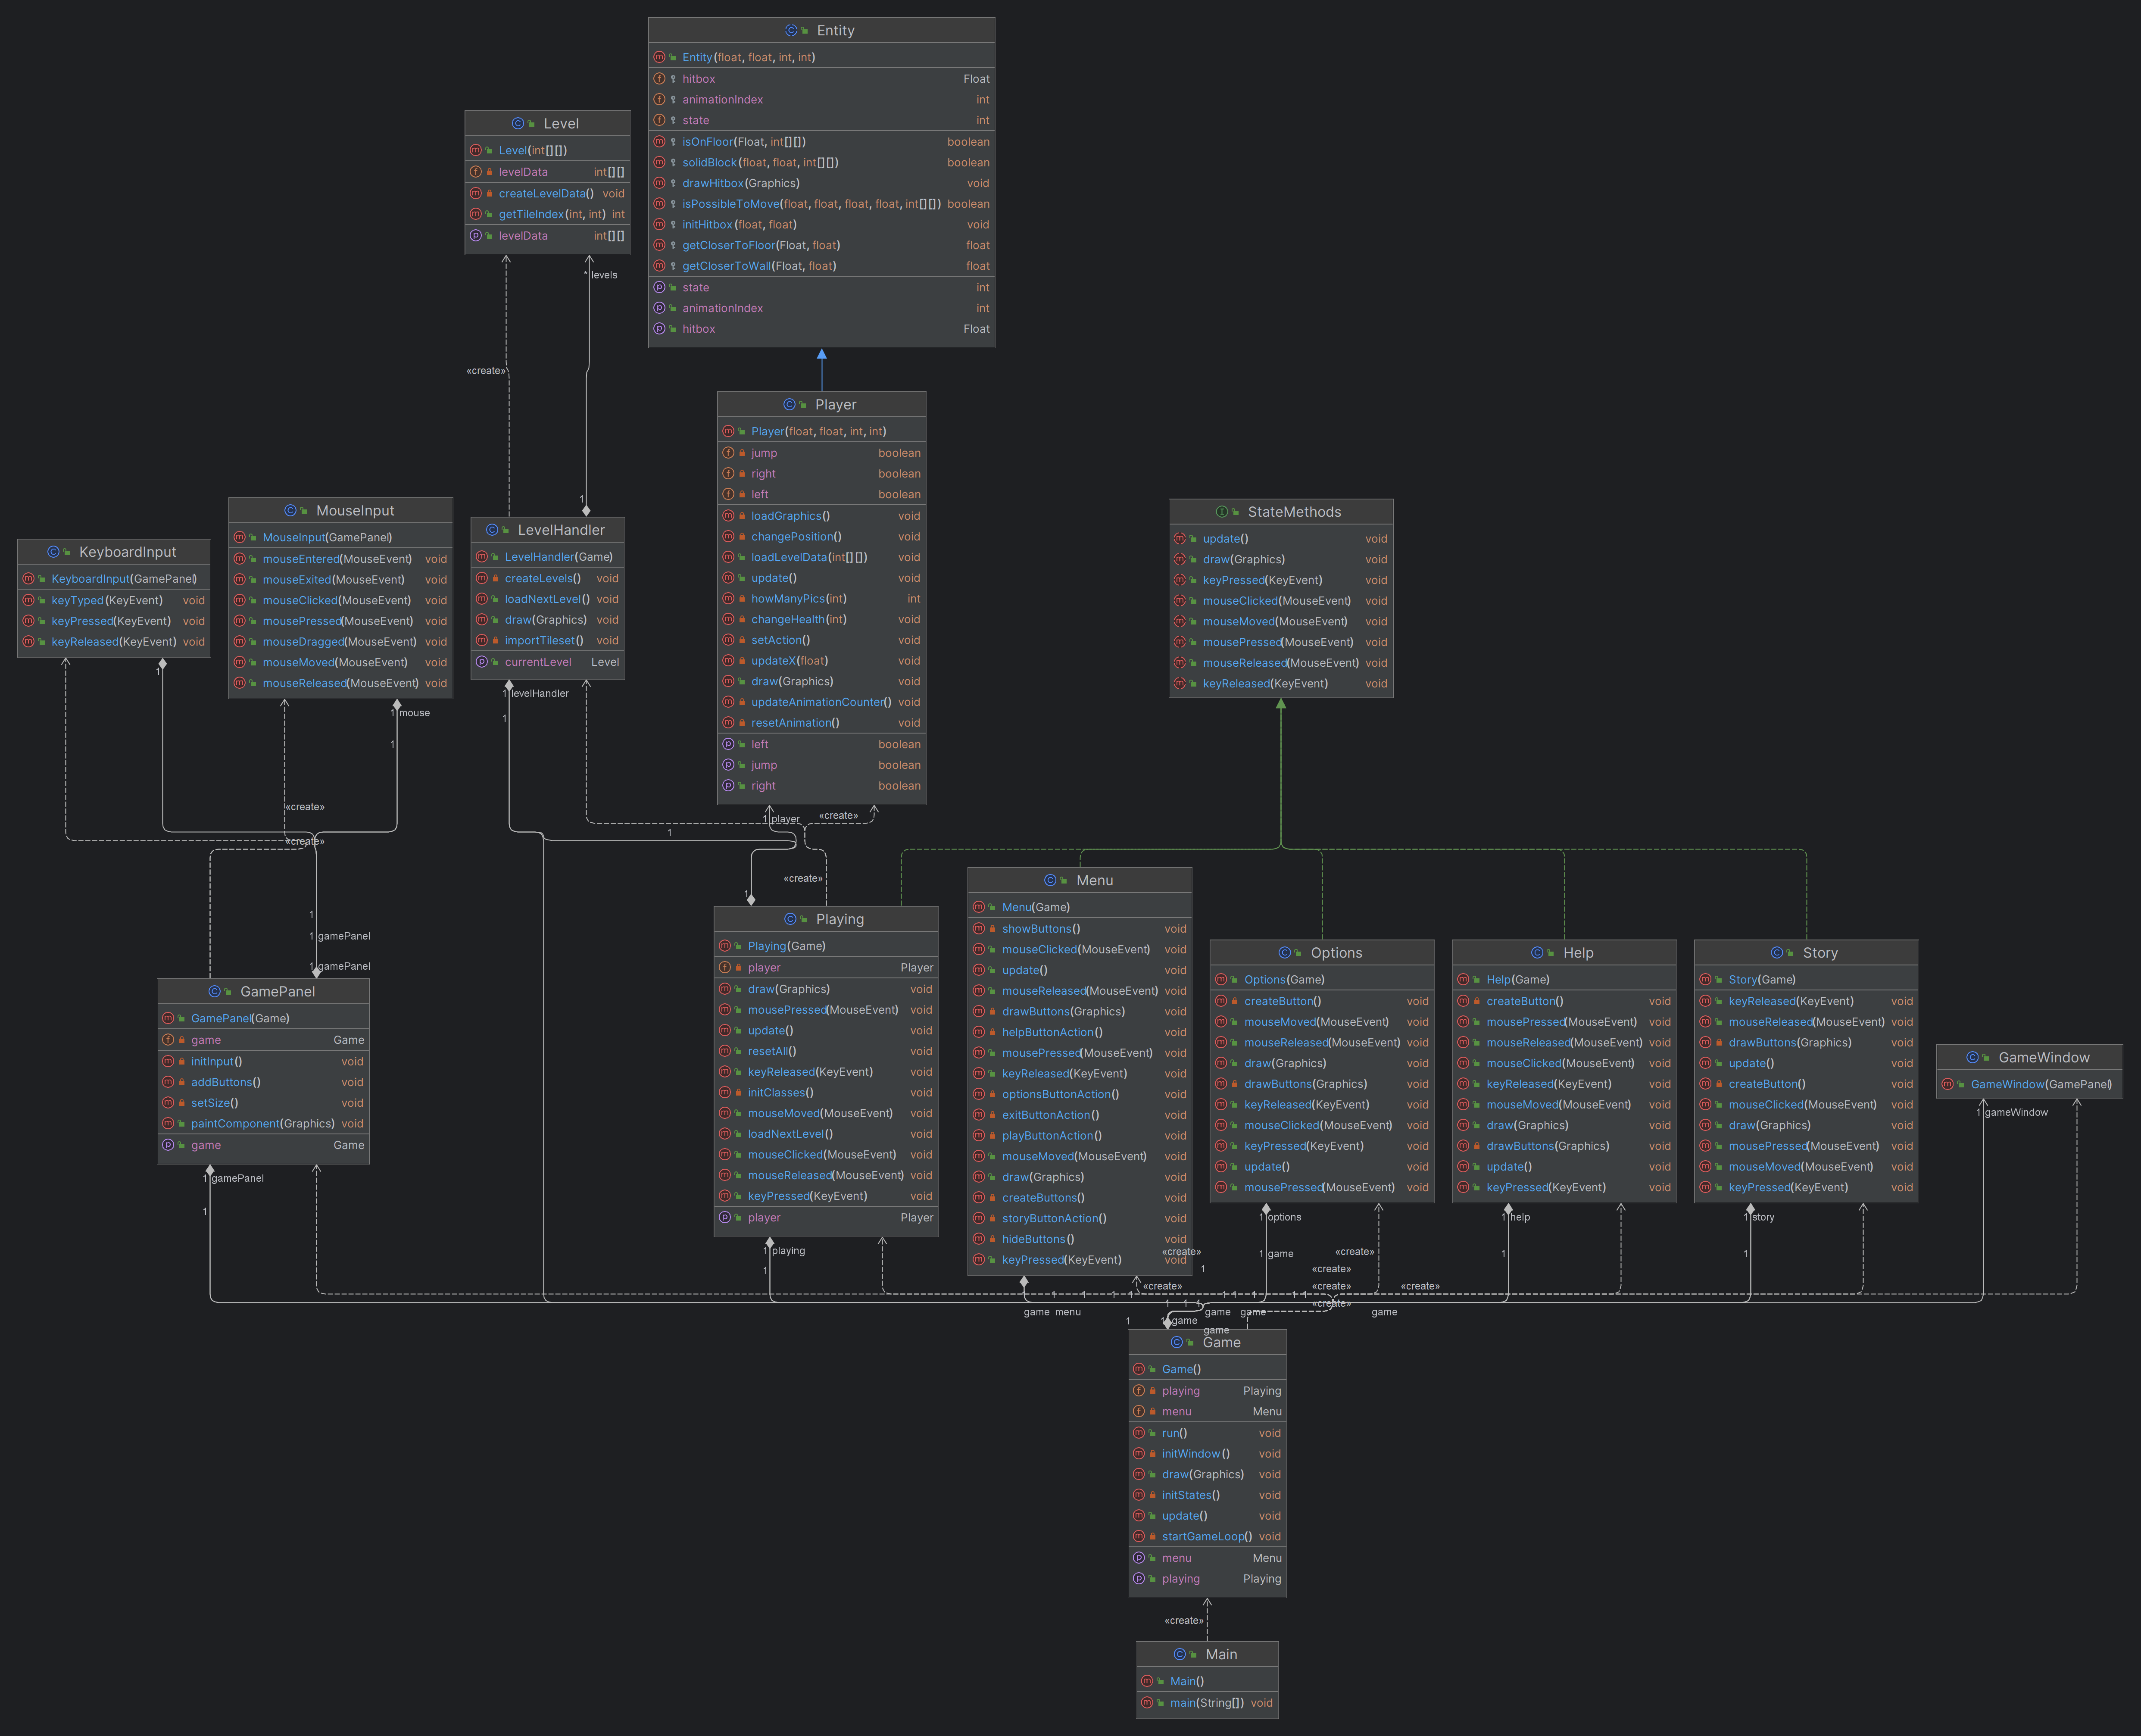 Entity
Entity(float, float, int, int)
hitbox Float
animationIndex int
state int
isOnFloor(Float, int[][]) boolean
solidBlock(float, float, int[][]) boolean
drawHitbox(Graphics) void
isPossibleToMove(float, float, float, float, int[][]) boolean
initHitbox(float, float) void
getCloserToFloor(Float, float) float
getCloserToWall(Float, float) float
state int
animationIndex int
hitbox Float
Level
Level(int[][])
levelData int[][]
createLevelData() void
getTileIndex(int, int) int
levelData int[][]
* levels
«create»
1
Player
Player(float, float, int, int)
jump boolean
right boolean
left boolean
loadGraphics() void
changePosition() void
loadLevelData(int[][]) void
update() void
howManyPics(int) int
changeHealth(int) void
setAction() void
updateX(float) void
draw(Graphics) void
updateAnimationCounter() void
resetAnimation() void
left boolean
jump boolean
right boolean
KeyboardInput
KeyboardInput(GamePanel)
keyTyped(KeyEvent) void
keyPressed(KeyEvent) void
keyReleased(KeyEvent) void
1
MouseInput
MouseInput(GamePanel)
mouseEntered(MouseEvent) void
mouseExited(MouseEvent) void
mouseClicked(MouseEvent) void
mousePressed(MouseEvent) void
mouseDragged(MouseEvent) void
mouseMoved(MouseEvent) void
mouseReleased(MouseEvent) void
1 mouse
1
LevelHandler
LevelHandler(Game)
createLevels() void
loadNextLevel() void
draw(Graphics) void
importTileset() void
currentLevel Level
1 levelHandler
1
StateMethods
update() void
draw(Graphics) void
keyPressed(KeyEvent) void
mouseClicked(MouseEvent) void
mouseMoved(MouseEvent) void
mousePressed(MouseEvent) void
mouseReleased(MouseEvent) void
keyReleased(KeyEvent) void
«create»
«create»
1
1 player
«create»
«create»
1
1
1 gamePanel
1 gamePanel
GamePanel
GamePanel(Game)
game Game
initInput() void
addButtons() void
setSize() void
paintComponent(Graphics) void
game Game
1 gamePanel
1
Playing
Playing(Game)
player Player
draw(Graphics) void
mousePressed(MouseEvent) void
update() void
resetAll() void
keyReleased(KeyEvent) void
initClasses() void
mouseMoved(MouseEvent) void
loadNextLevel() void
mouseClicked(MouseEvent) void
mouseReleased(MouseEvent) void
keyPressed(KeyEvent) void
player Player
1 playing
1
Menu
Menu(Game)
showButtons() void
mouseClicked(MouseEvent) void
update() void
mouseReleased(MouseEvent) void
drawButtons(Graphics) void
helpButtonAction() void
mousePressed(MouseEvent) void
keyReleased(KeyEvent) void
optionsButtonAction() void
exitButtonAction() void
playButtonAction() void
mouseMoved(MouseEvent) void
draw(Graphics) void
createButtons() void
storyButtonAction() void
hideButtons() void
keyPressed(KeyEvent) void
Options
Options(Game)
createButton() void
mouseMoved(MouseEvent) void
mouseReleased(MouseEvent) void
draw(Graphics) void
drawButtons(Graphics) void
keyReleased(KeyEvent) void
mouseClicked(MouseEvent) void
keyPressed(KeyEvent) void
update() void
mousePressed(MouseEvent) void
1 options
1 game
Help
Help(Game)
createButton() void
mousePressed(MouseEvent) void
mouseReleased(MouseEvent) void
mouseClicked(MouseEvent) void
keyReleased(KeyEvent) void
mouseMoved(MouseEvent) void
draw(Graphics) void
drawButtons(Graphics) void
update() void
keyPressed(KeyEvent) void
1 help
1
Story
Story(Game)
keyReleased(KeyEvent) void
mouseReleased(MouseEvent) void
drawButtons(Graphics) void
update() void
createButton() void
mouseClicked(MouseEvent) void
draw(Graphics) void
mousePressed(MouseEvent) void
mouseMoved(MouseEvent) void
keyPressed(KeyEvent) void
1 story
1
GameWindow
GameWindow(GamePanel)
1 gameWindow
«create» «create»
1 «create»
«create» «create» «create»
1 1 1 1 1 1 1 1 1
1 1 1 «create»
game menu game game game
1 1 game
game
Game
Game()
playing Playing
menu Menu
run() void
initWindow() void
draw(Graphics) void
initStates() void
update() void
startGameLoop() void
menu Menu
playing Playing
«create»
Main
Main()
main(String[]) void